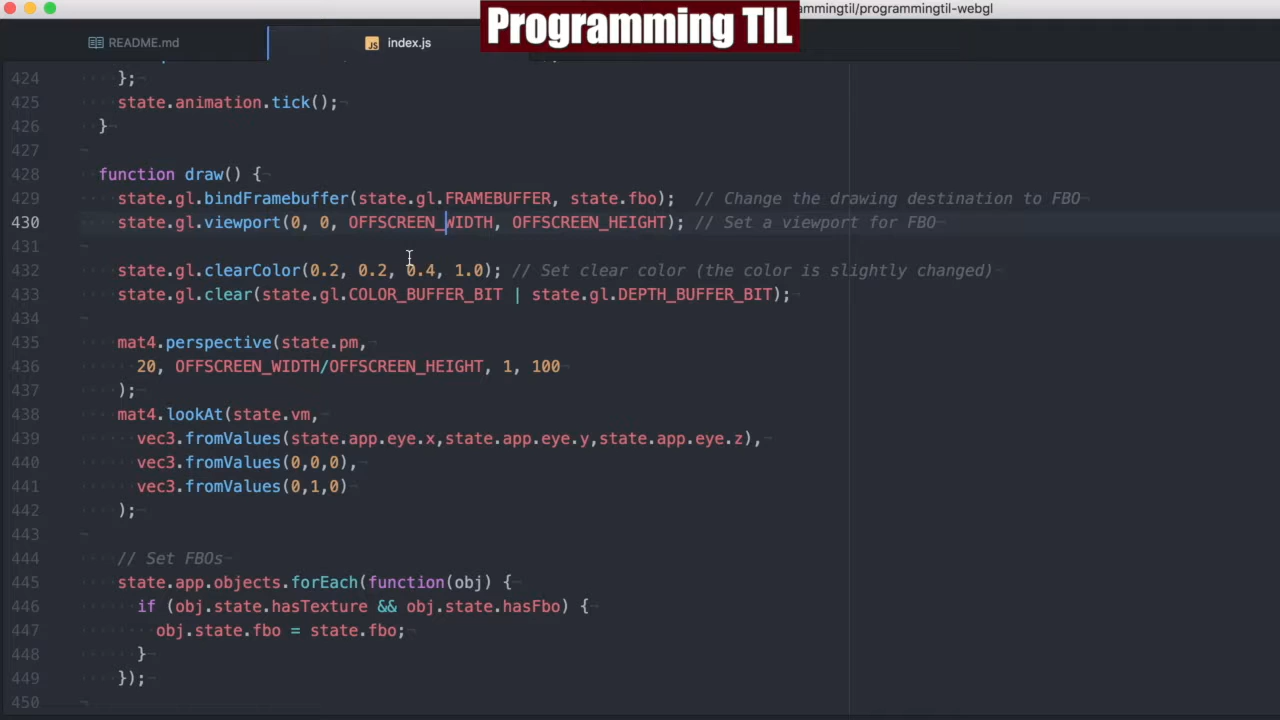 Programming TIL
mmingtil/programmingtil-webgl
README.md
index.js
424 };
425 state.animation.tick();
426 }
427
428 function draw() {
429 state.gl.bindFramebuffer(state.gl.FRAMEBUFFER, state.fbo); // Change the drawing destination to FBO
430 state.gl.viewport(0, 0, OFFSCREEN_WIDTH, OFFSCREEN_HEIGHT); // Set a viewport for FBO
431
432 state.gl.clearColor(0.2, 0.2, 0.4, 1.0); // Set clear color (the color is slightly changed)
433 state.gl.clear(state.gl.COLOR_BUFFER_BIT | state.gl.DEPTH_BUFFER_BIT);
434
435 mat4.perspective(state.pm,
436 20, OFFSCREEN_WIDTH/OFFSCREEN_HEIGHT, 1, 100
437 );
438 mat4.lookAt(state.vm,
439 vec3.fromValues(state.app.eye.x,state.app.eye.y,state.app.eye.z),
440 vec3.fromValues(0,0,0),
441 vec3.fromValues(0,1,0)
442 );
443
444 // Set FBOs
445 state.app.objects.forEach(function(obj) {
446 if (obj.state.hasTexture && obj.state.hasFbo) {
447 obj.state.fbo = state.fbo;
448 }
449 });
450